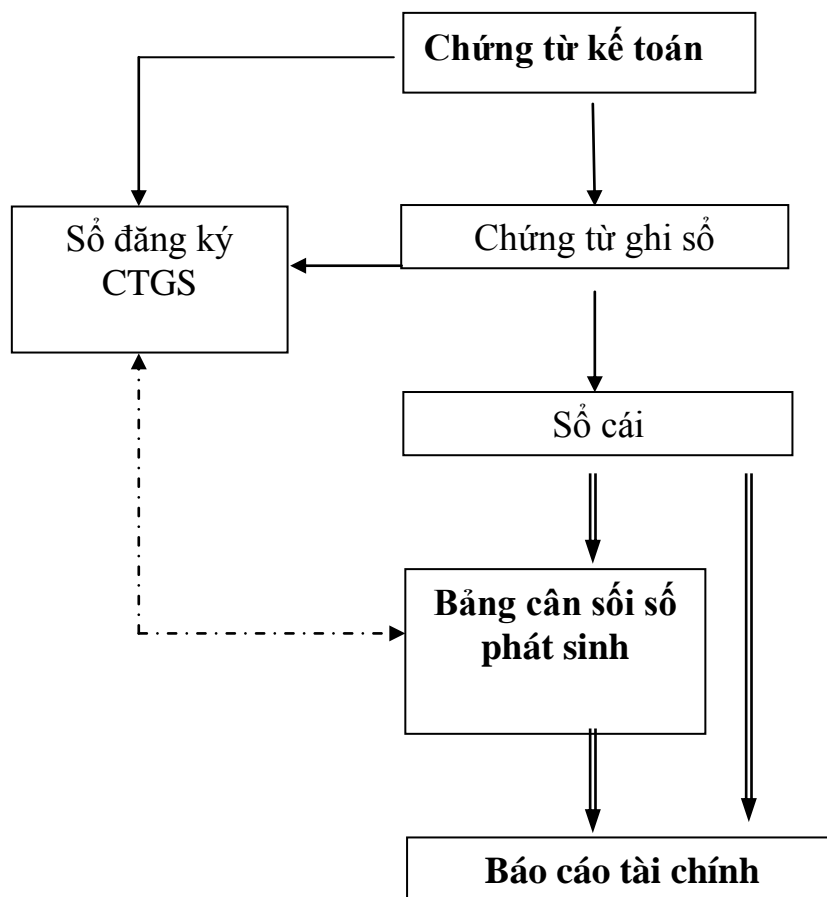 Chứng từ kế toán
Sổ đăng ký
CTGS
Chứng từ ghi sổ
Sổ cái
Bảng cân sối số
phát sinh
Báo cáo tài chính